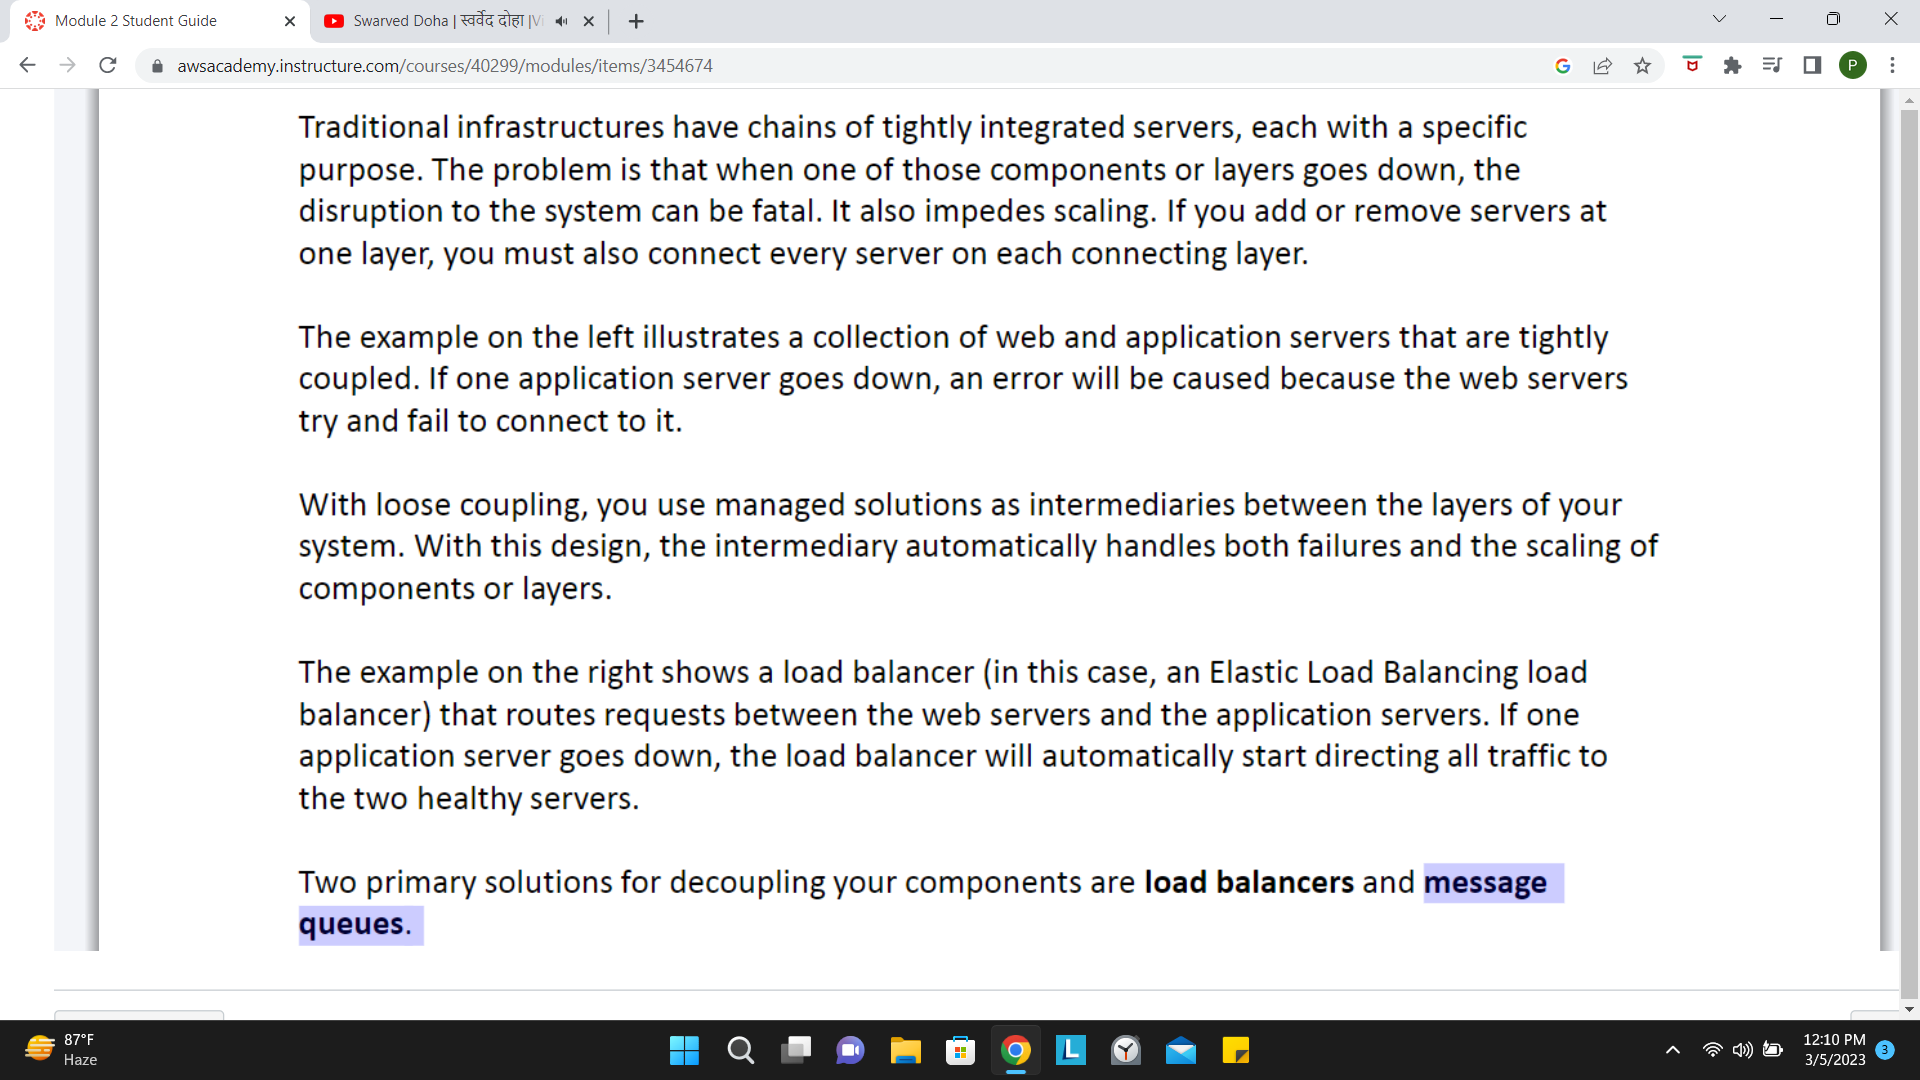 Module 2 Student Guide
Swarved Doha | स्वर्वेद दोहा |Vi
awsacademy.instructure.com/courses/40299/modules/items/3454674
P
Traditional infrastructures have chains of tightly integrated servers, each with a specific
purpose. The problem is that when one of those components or layers goes down, the
disruption to the system can be fatal. It also impedes scaling. If you add or remove servers at
one layer, you must also connect every server on each connecting layer.
The example on the left illustrates a collection of web and application servers that are tightly
coupled. If one application server goes down, an error will be caused because the web servers
try and fail to connect to it.
With loose coupling, you use managed solutions as intermediaries between the layers of your
system. With this design, the intermediary automatically handles both failures and the scaling of
components or layers.
The example on the right shows a load balancer (in this case, an Elastic Load Balancing load
balancer) that routes requests between the web servers and the application servers. If one
application server goes down, the load balancer will automatically start directing all traffic to
the two healthy servers.
Two primary solutions for decoupling your components are load balancers and message
queues.
87°F
Haze
L
12:10 PM
3/5/2023
3